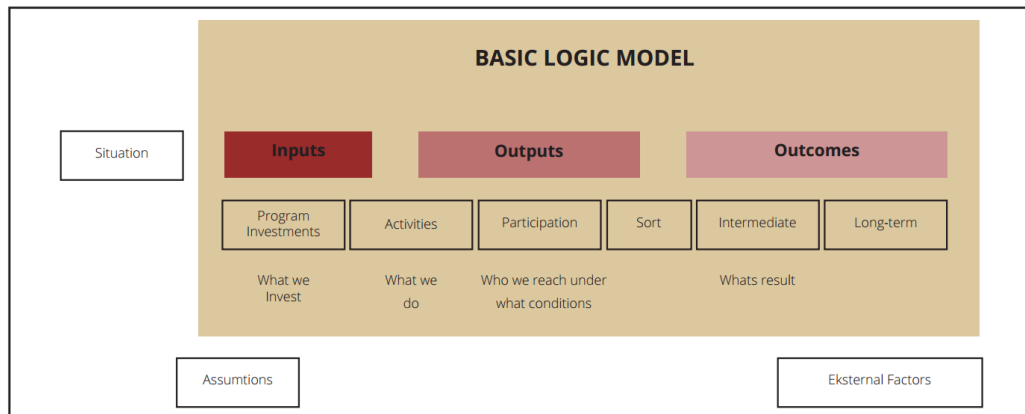 BASIC LOGIC MODEL
Situation
Inputs
Outputs
Outcomes
Program
Investments
Activities
Participation
Sort
Intermediate
Long-term
What we
Invest
What we
do
Who we reach under
what conditions
Whats result
Assumtions
Eksternal Factors